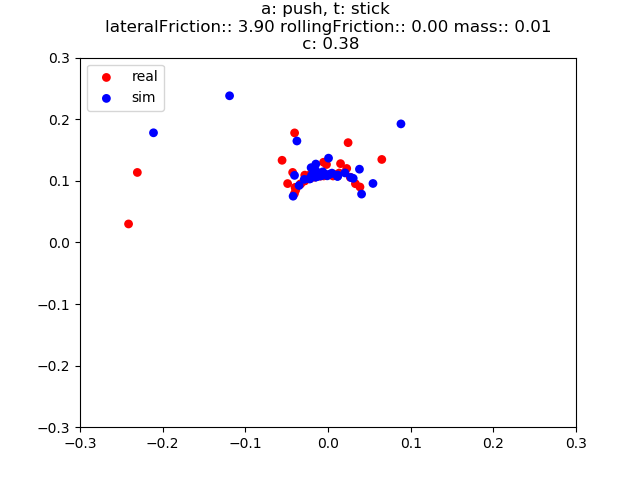 a: push, t: stick
lateralFriction:: 3.90 rollingFriction:: 0.00 mass:: 0.01
c: 0.38
real
sim
0.3
0.2
0.1
0.0
−0.1
−0.2
−0.3
−0.3
−0.2
−0.1
0.0
0.1
0.2
0.3